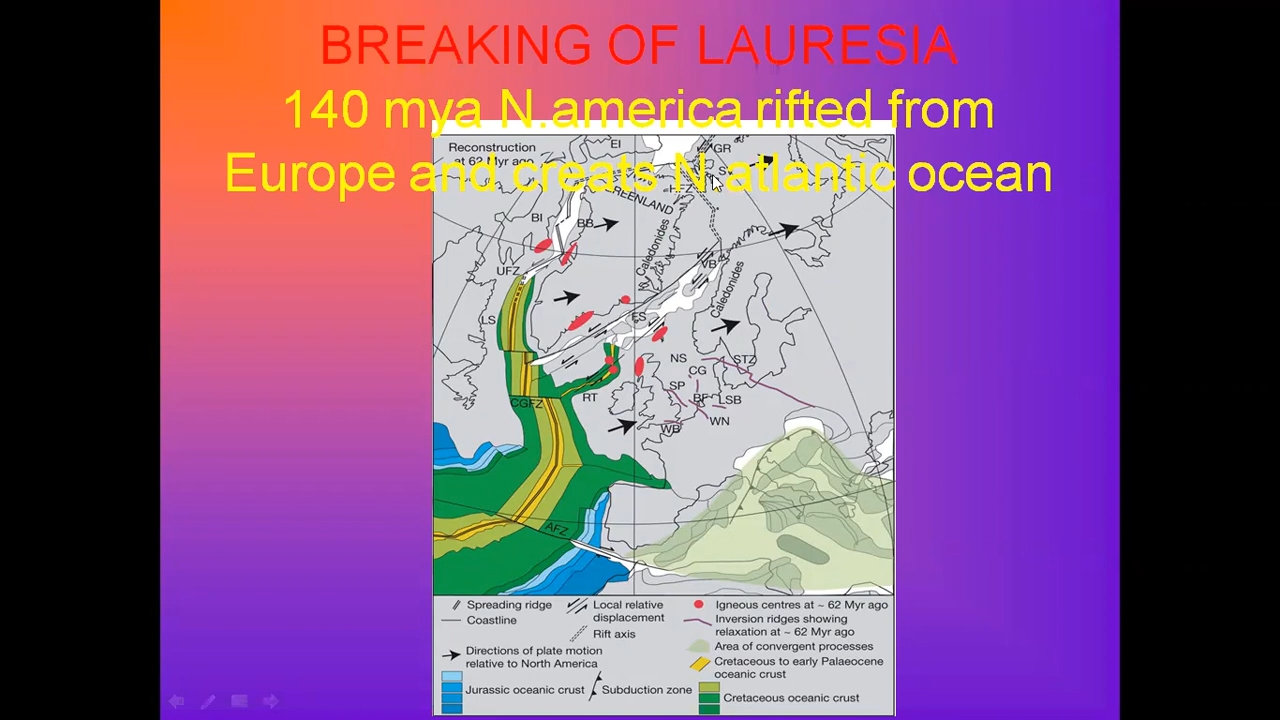 BREAKING OF LAURESIA
140 mya N.america rifted from
Europe and creats N.atlantic ocean
Reconstruction
at 62 Myr ago
EI
GR
GREENLAND
BI
BB
Caledonides
UFZ
VB
Caledonides
LS
FS
NS
STZ
CG
SP
RT
BF
LSB
CGFZ
WN
WB
AFZ
Spreading ridge
Coastline
Local relative
displacement
Rift axis
Directions of plate motion
relative to North America
Jurassic oceanic crust
Subduction zone
Igneous centres at ~ 62 Myr ago
Inversion ridges showing
relaxation at ~ 62 Myr ago
Area of convergent processes
Cretaceous to early Palaeocene
oceanic crust
Cretaceous oceanic crust